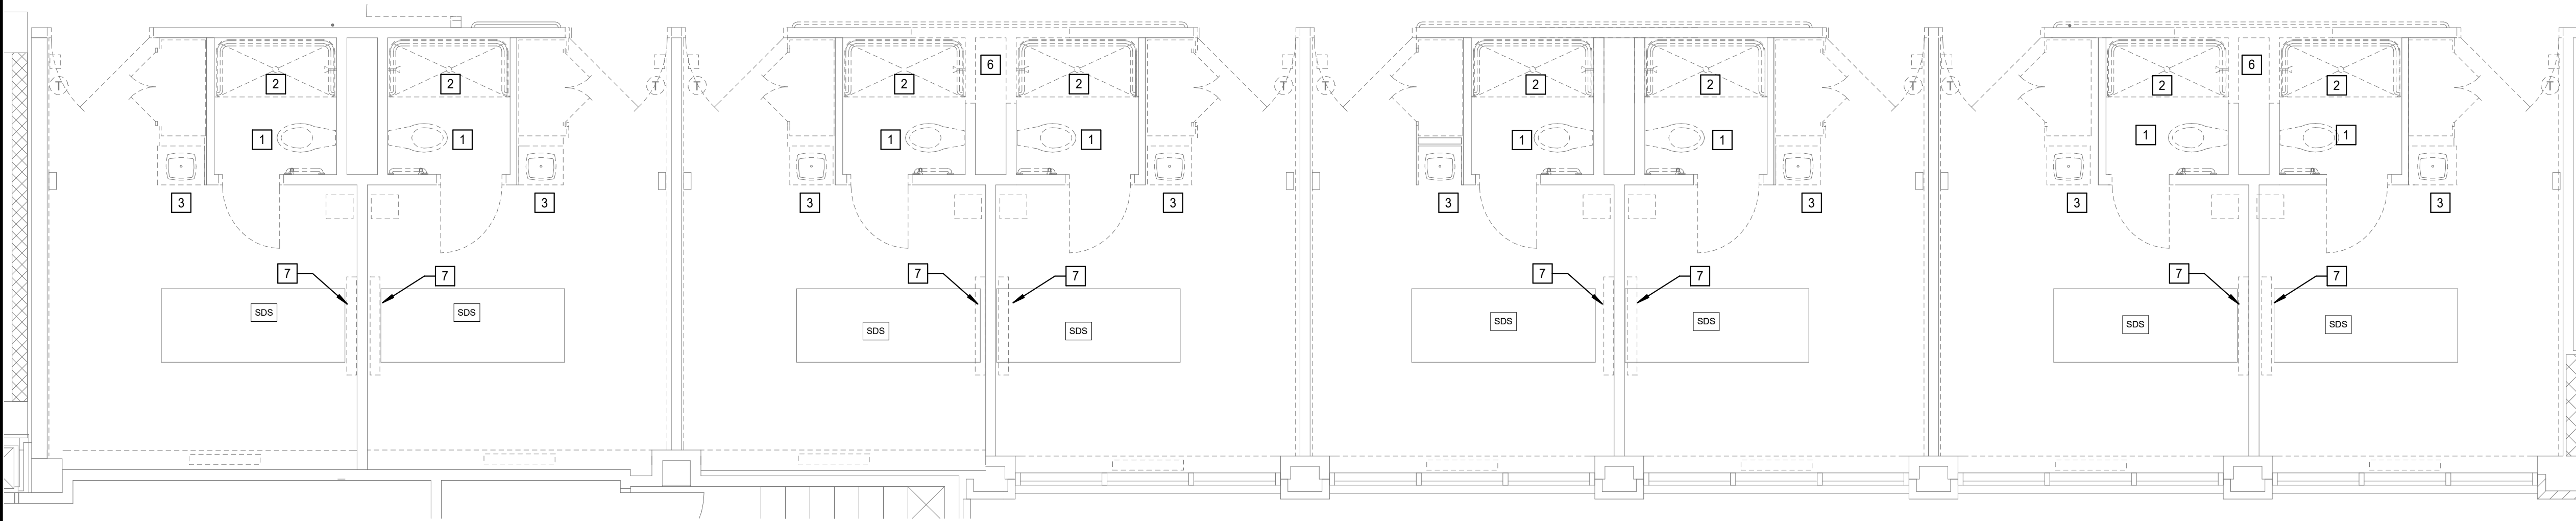 6 6
T 2 2 T T 2 2 T T 2 2 T T 2 2 T
1 1 1 1 1 1 1 1
3 3 3 3 3 3 3 3
7 7 7 7 7 7 7 7
SDS SDS SDS SDS SDS SDS SDS SDS